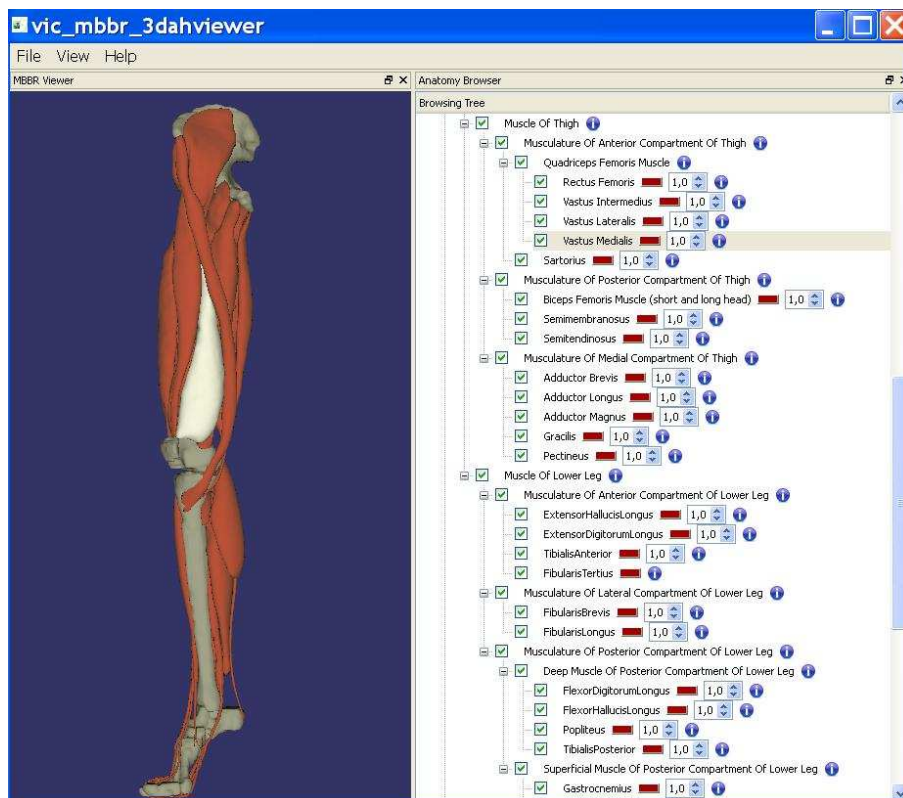 vic_mbbr_3dahviewer
File View Help
MBBR Viewer
Anatomy Browser
Browsing Tree
Muscle Of Thigh
Musculature Of Anterior Compartment Of Thigh
Quadriceps Femoris Muscle
Rectus Femoris 1,0
Vastus Intermedius 1,0
Vastus Lateralis 1,0
Vastus Medialis 1,0
Sartorius 1,0
Musculature Of Posterior Compartment Of Thigh
Biceps Femoris Muscle (short and long head) 1,0
Semimembranosus 1,0
Semitendinosus 1,0
Musculature Of Medial Compartment Of Thigh
Adductor Brevis 1,0
Adductor Longus 1,0
Adductor Magnus 1,0
Gracilis 1,0
Pectineus 1,0
Muscle Of Lower Leg
Musculature Of Anterior Compartment Of Lower Leg
ExtensorHallucisLongus 1,0
ExtensorDigitorumLongus 1,0
TibialisAnterior 1,0
FibularisTertius
Musculature Of Lateral Compartment Of Lower Leg
FibularisBrevis 1,0
FibularisLongus 1,0
Musculature Of Posterior Compartment Of Lower Leg
Deep Muscle Of Posterior Compartment Of Lower Leg
FlexorDigitorumLongus 1,0
FlexorHallucisLongus 1,0
Popliteus 1,0
TibialisPosterior 1,0
Superficial Muscle Of Posterior Compartment Of Lower Leg
Gastrocnemius 1,0